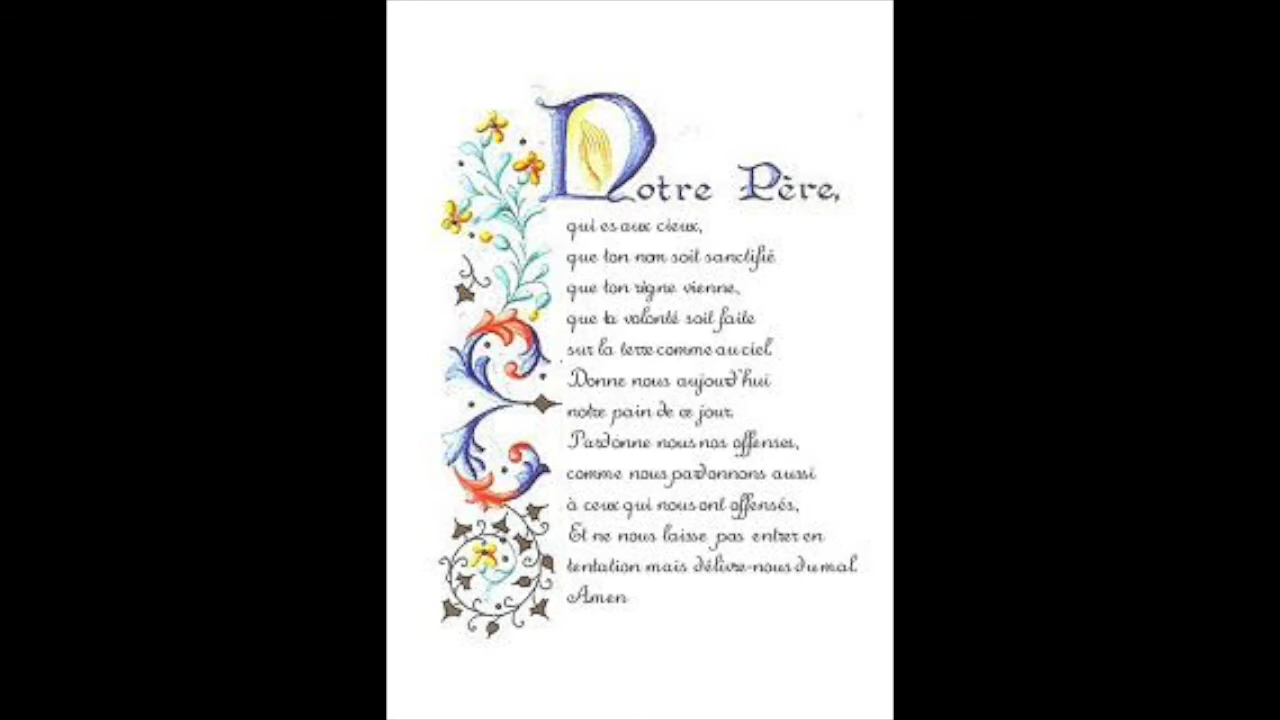 Notre Père,
qui es aux cieux,
que ton nom soit sanctifié
que ton règne vienne,
que ta volonté soit faite
sur la terre comme au ciel.
Donne nous aujourd'hui
notre pain de ce jour.
Pardonne nous nos offenses,
comme nous pardonnons aussi
à ceux qui nous ont offensés,
Et ne nous laisse pas entrer en
tentation mais délivre-nous du mal.
Amen